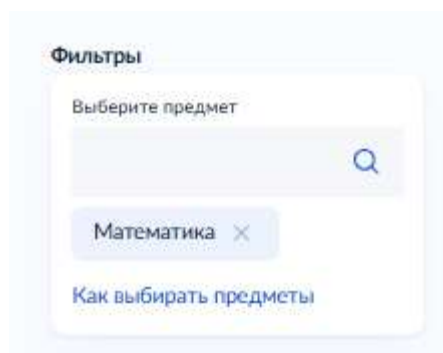 Фильтры
Выберите предмет
Математика
Как выбирать предметы